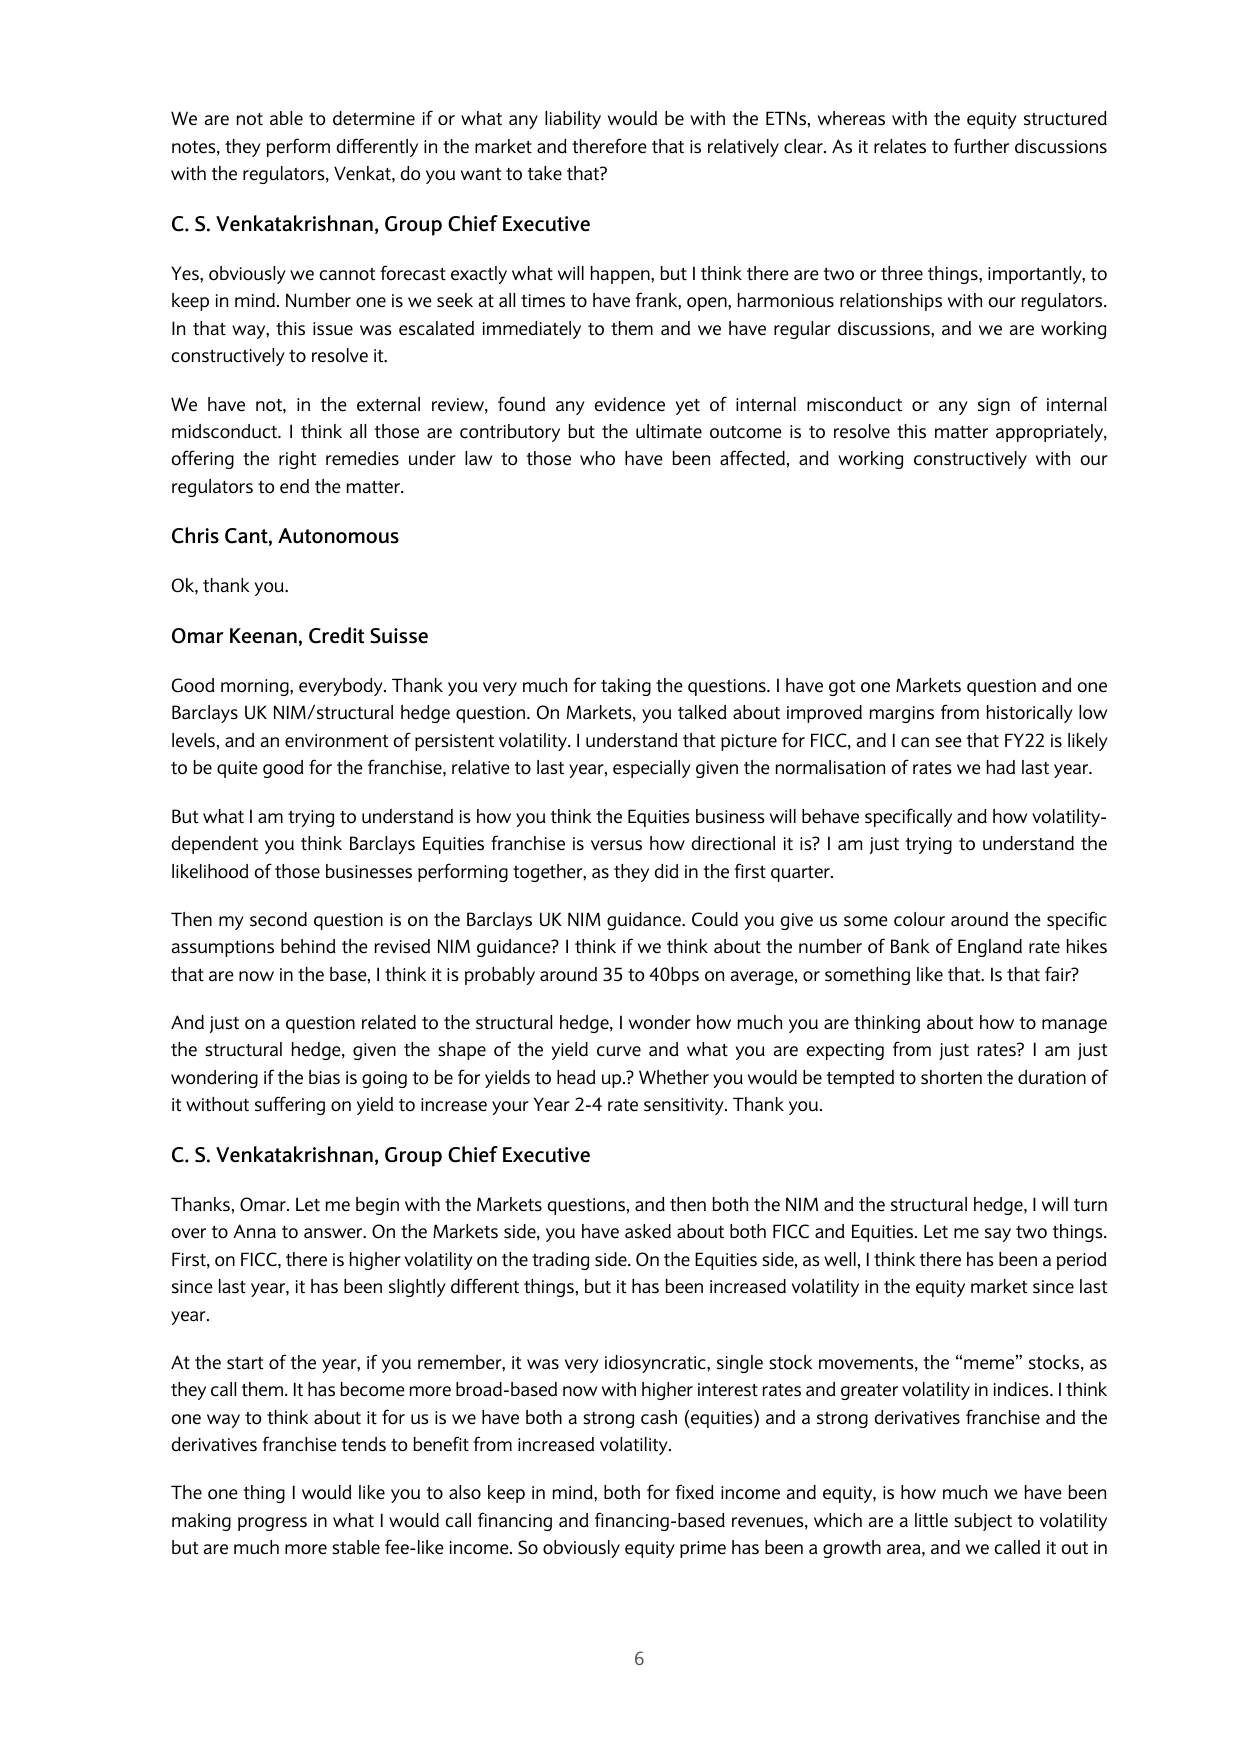 We are not able to determine if or what any liability would be with the ETNs, whereas with the equity structured
notes, they perform differently in the market and therefore that is relatively clear. As it relates to further discussions
with the regulators, Venkat, do you want to take that?
C. S. Venkatakrishnan, Group Chief Executive
Yes, obviously we cannot forecast exactly what will happen, but I think there are two or three things, importantly, to
keep in mind. Number one is we seek at all times to have frank, open, harmonious relationships with our regulators.
In that way, this issue was escalated immediately to them and we have regular discussions, and we are working
constructively to resolve it.
We have not, in the external review, found any evidence yet of internal misconduct or any sign of internal
midsconduct. I think all those are contributory but the ultimate outcome is to resolve this matter appropriately,
offering the right remedies under law to those who have been affected, and working constructively with our
regulators to end the matter.
Chris Cant, Autonomous
Ok, thank you.
Omar Keenan, Credit Suisse
Good morning, everybody. Thank you very much for taking the questions. I have got one Markets question and one
Barclays UK NIM/structural hedge question. On Markets, you talked about improved margins from historically low
levels, and an environment of persistent volatility. I understand that picture for FICC, and I can see that FY22 is likely
to be quite good for the franchise, relative to last year, especially given the normalisation of rates we had last year.
But what I am trying to understand is how you think the Equities business will behave specifically and how volatility-
dependent you think Barclays Equities franchise is versus how directional it is? I am just trying to understand the
likelihood of those businesses performing together, as they did in the first quarter.
Then my second question is on the Barclays UK NIM guidance. Could you give us some colour around the specific
assumptions behind the revised NIM guidance? I think if we think about the number of Bank of England rate hikes
that are now in the base, I think it is probably around 35 to 40bps on average, or something like that. Is that fair?
And just on a question related to the structural hedge, I wonder how much you are thinking about how to manage
the structural hedge, given the shape of the yield curve and what you are expecting from just rates? I am just
wondering if the bias is going to be for yields to head up.? Whether you would be tempted to shorten the duration of
it without suffering on yield to increase your Year 2-4 rate sensitivity. Thank you.
C. S. Venkatakrishnan, Group Chief Executive
Thanks, Omar. Let me begin with the Markets questions, and then both the NIM and the structural hedge, I will turn
over to Anna to answer. On the Markets side, you have asked about both FICC and Equities. Let me say two things.
First, on FICC, there is higher volatility on the trading side. On the Equities side, as well, I think there has been a period
since last year, it has been slightly different things, but it has been increased volatility in the equity market since last
year.
At the start of the year, if you remember, it was very idiosyncratic, single stock movements, the “meme” stocks, as
they call them. It has become more broad-based now with higher interest rates and greater volatility in indices. I think
one way to think about it for us is we have both a strong cash (equities) and a strong derivatives franchise and the
derivatives franchise tends to benefit from increased volatility.
The one thing I would like you to also keep in mind, both for fixed income and equity, is how much we have been
making progress in what I would call financing and financing-based revenues, which are a little subject to volatility
but are much more stable fee-like income. So obviously equity prime has been a growth area, and we called it out in
6